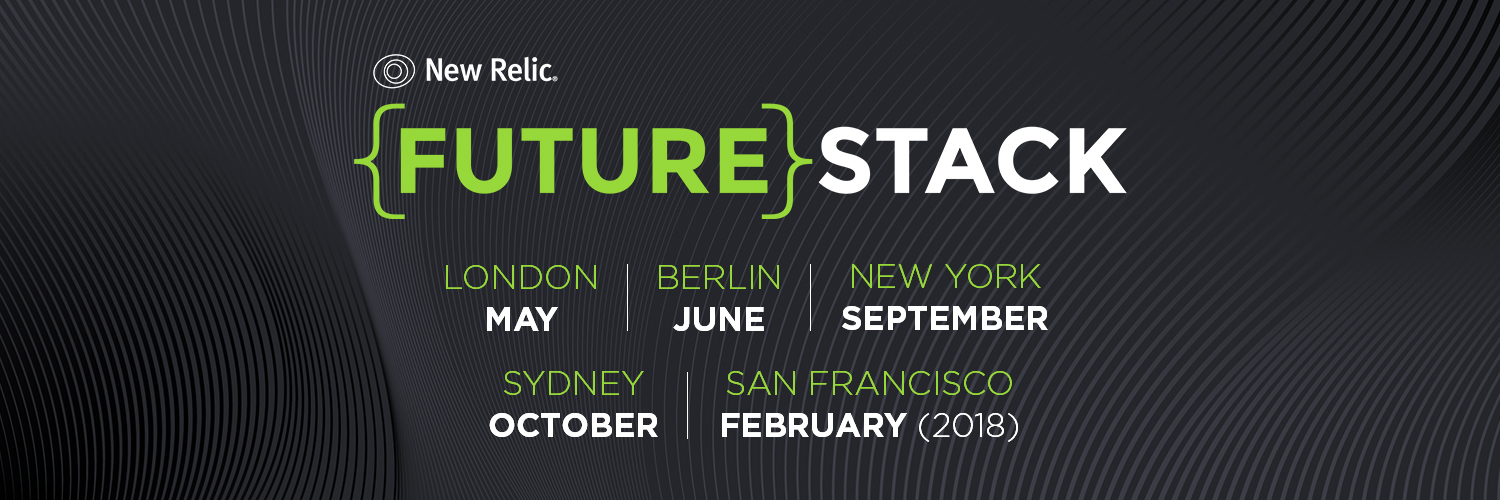 New Relic®
{FUTURE}STACK
LONDON | BERLIN | NEW YORK
MAY | JUNE | SEPTEMBER
SYDNEY | SAN FRANCISCO
OCTOBER | FEBRUARY (2018)